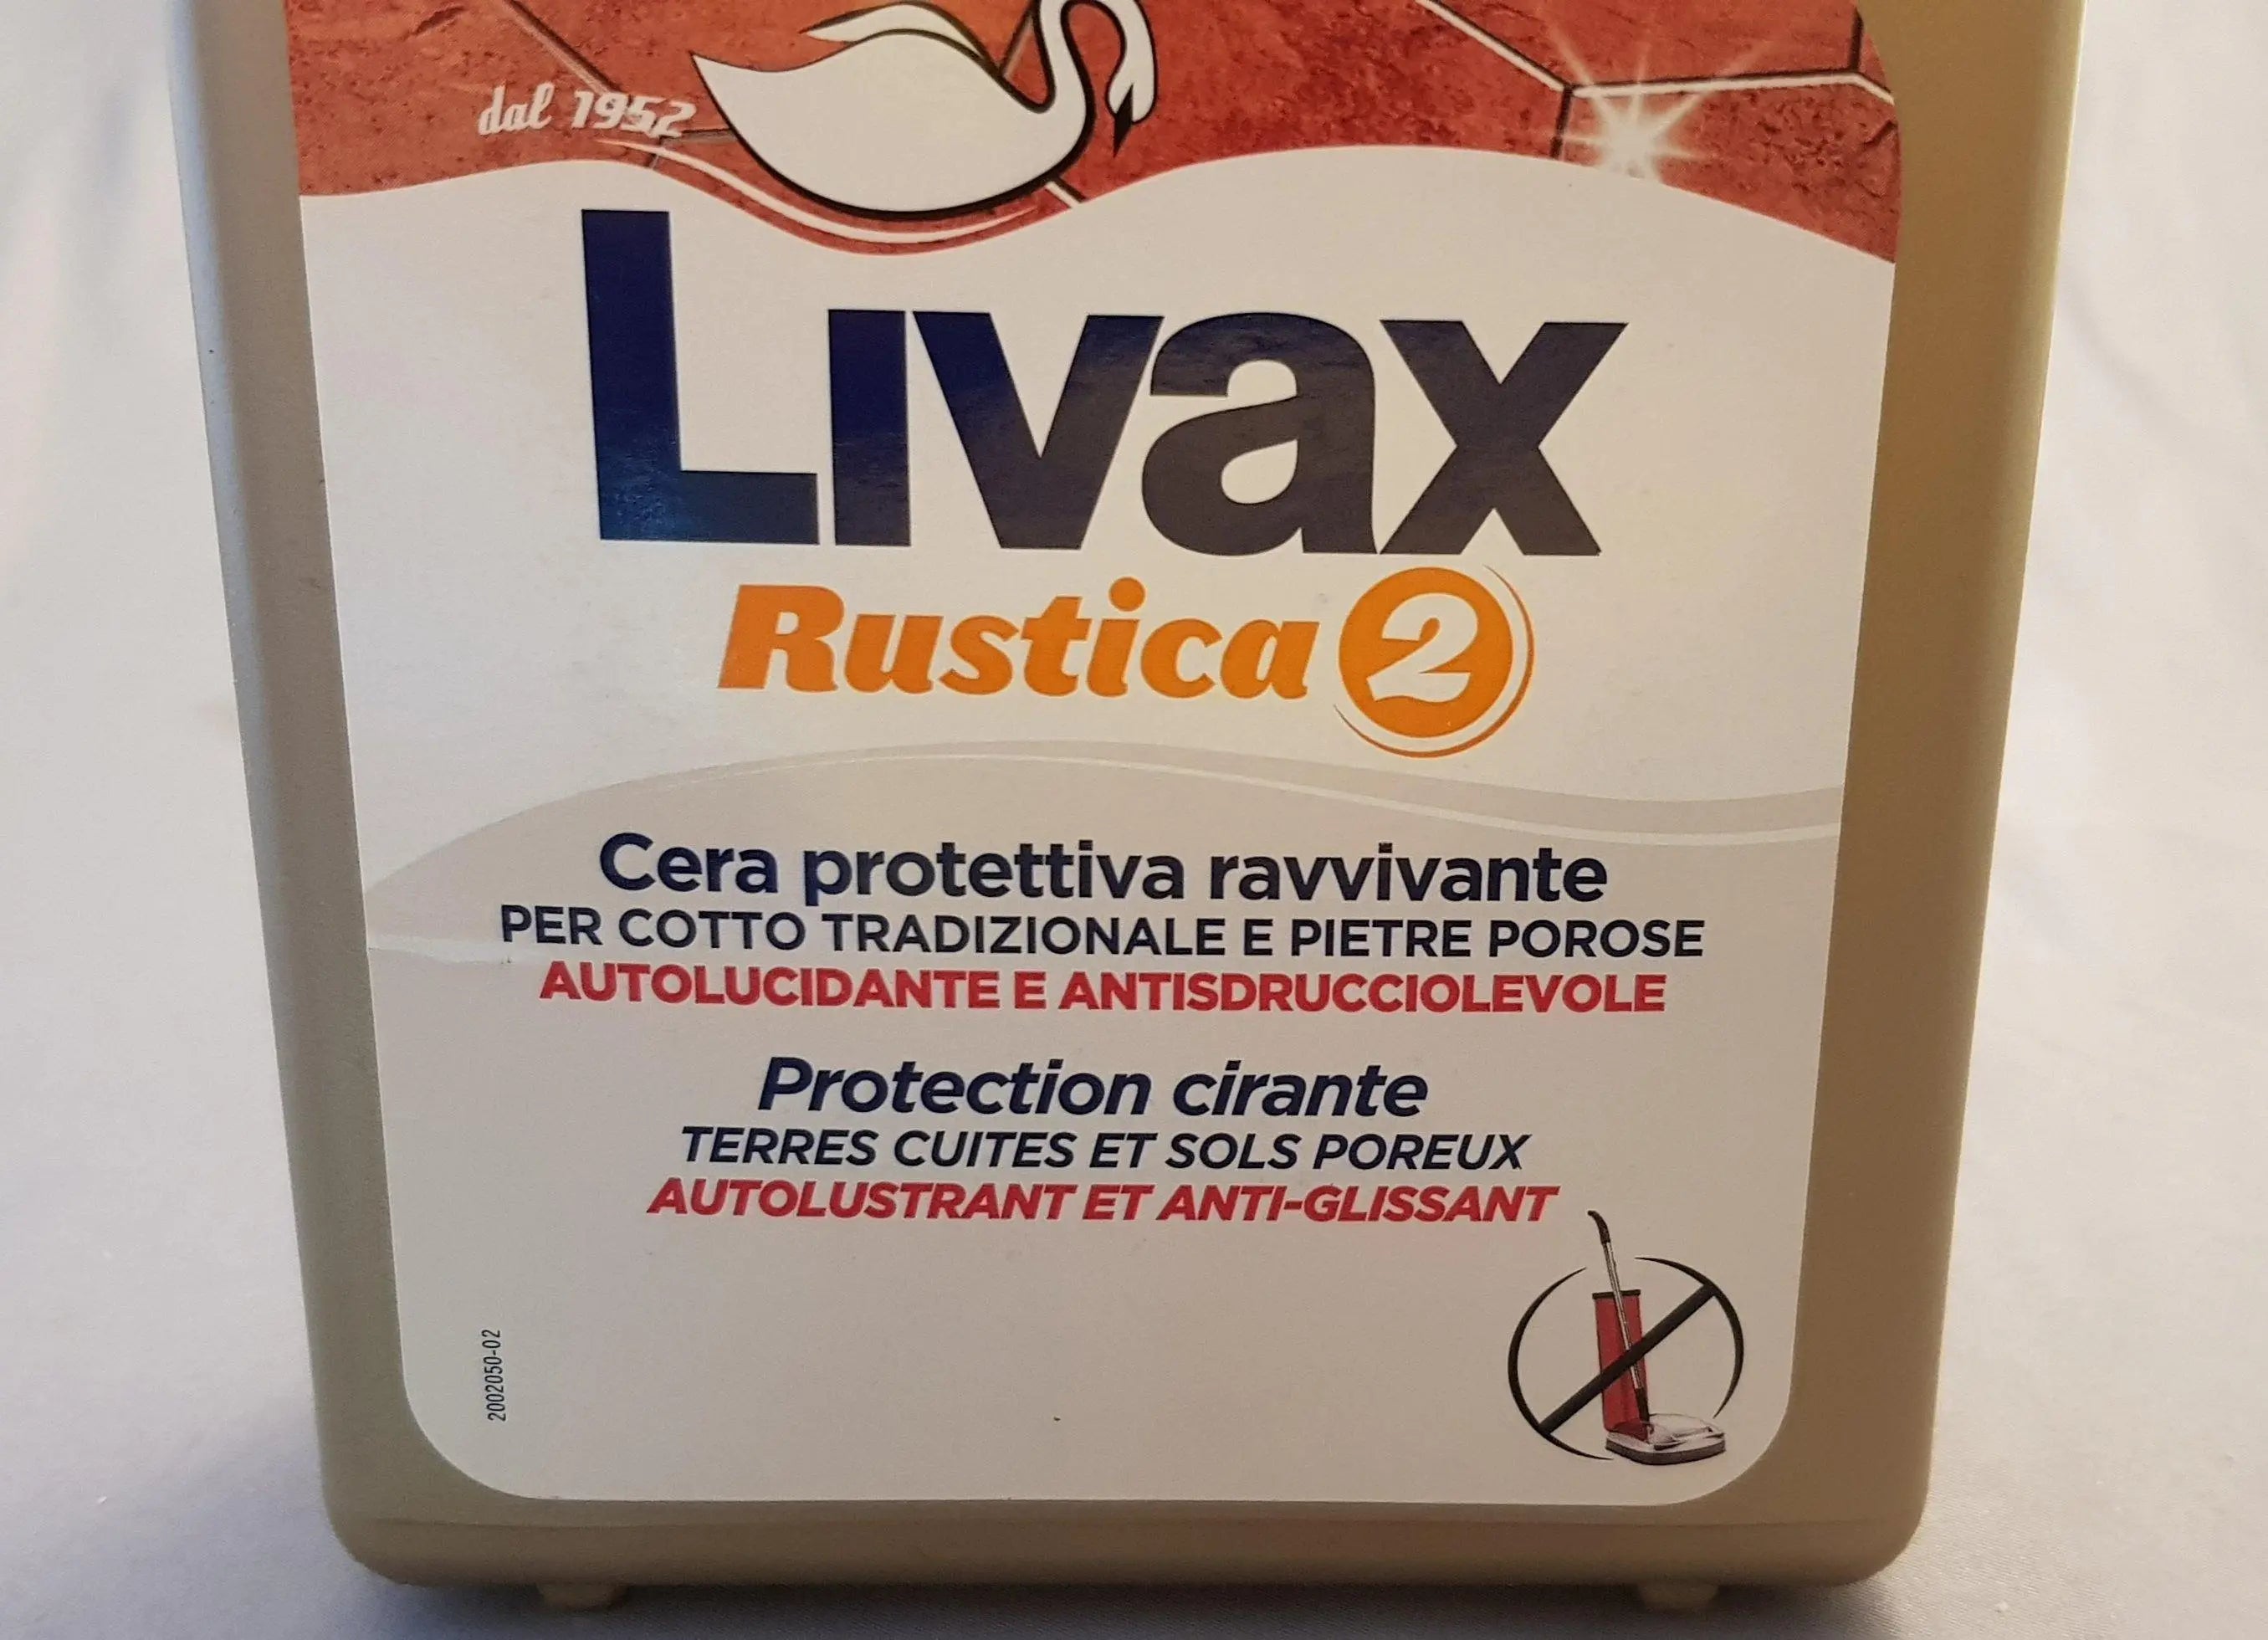 dal 1952
Livax
Rustica 2
Cera protettiva ravvivante
PER COTTO TRADIZIONALE E PIETRE POROSE
AUTOLUCIDANTE E ANTISDRUCCIOLEVOLE
Protection cirante
TERRES CUITES ET SOLS POREUX
AUTOLUSTRANT ET ANTI-GLISSANT
2002050-02